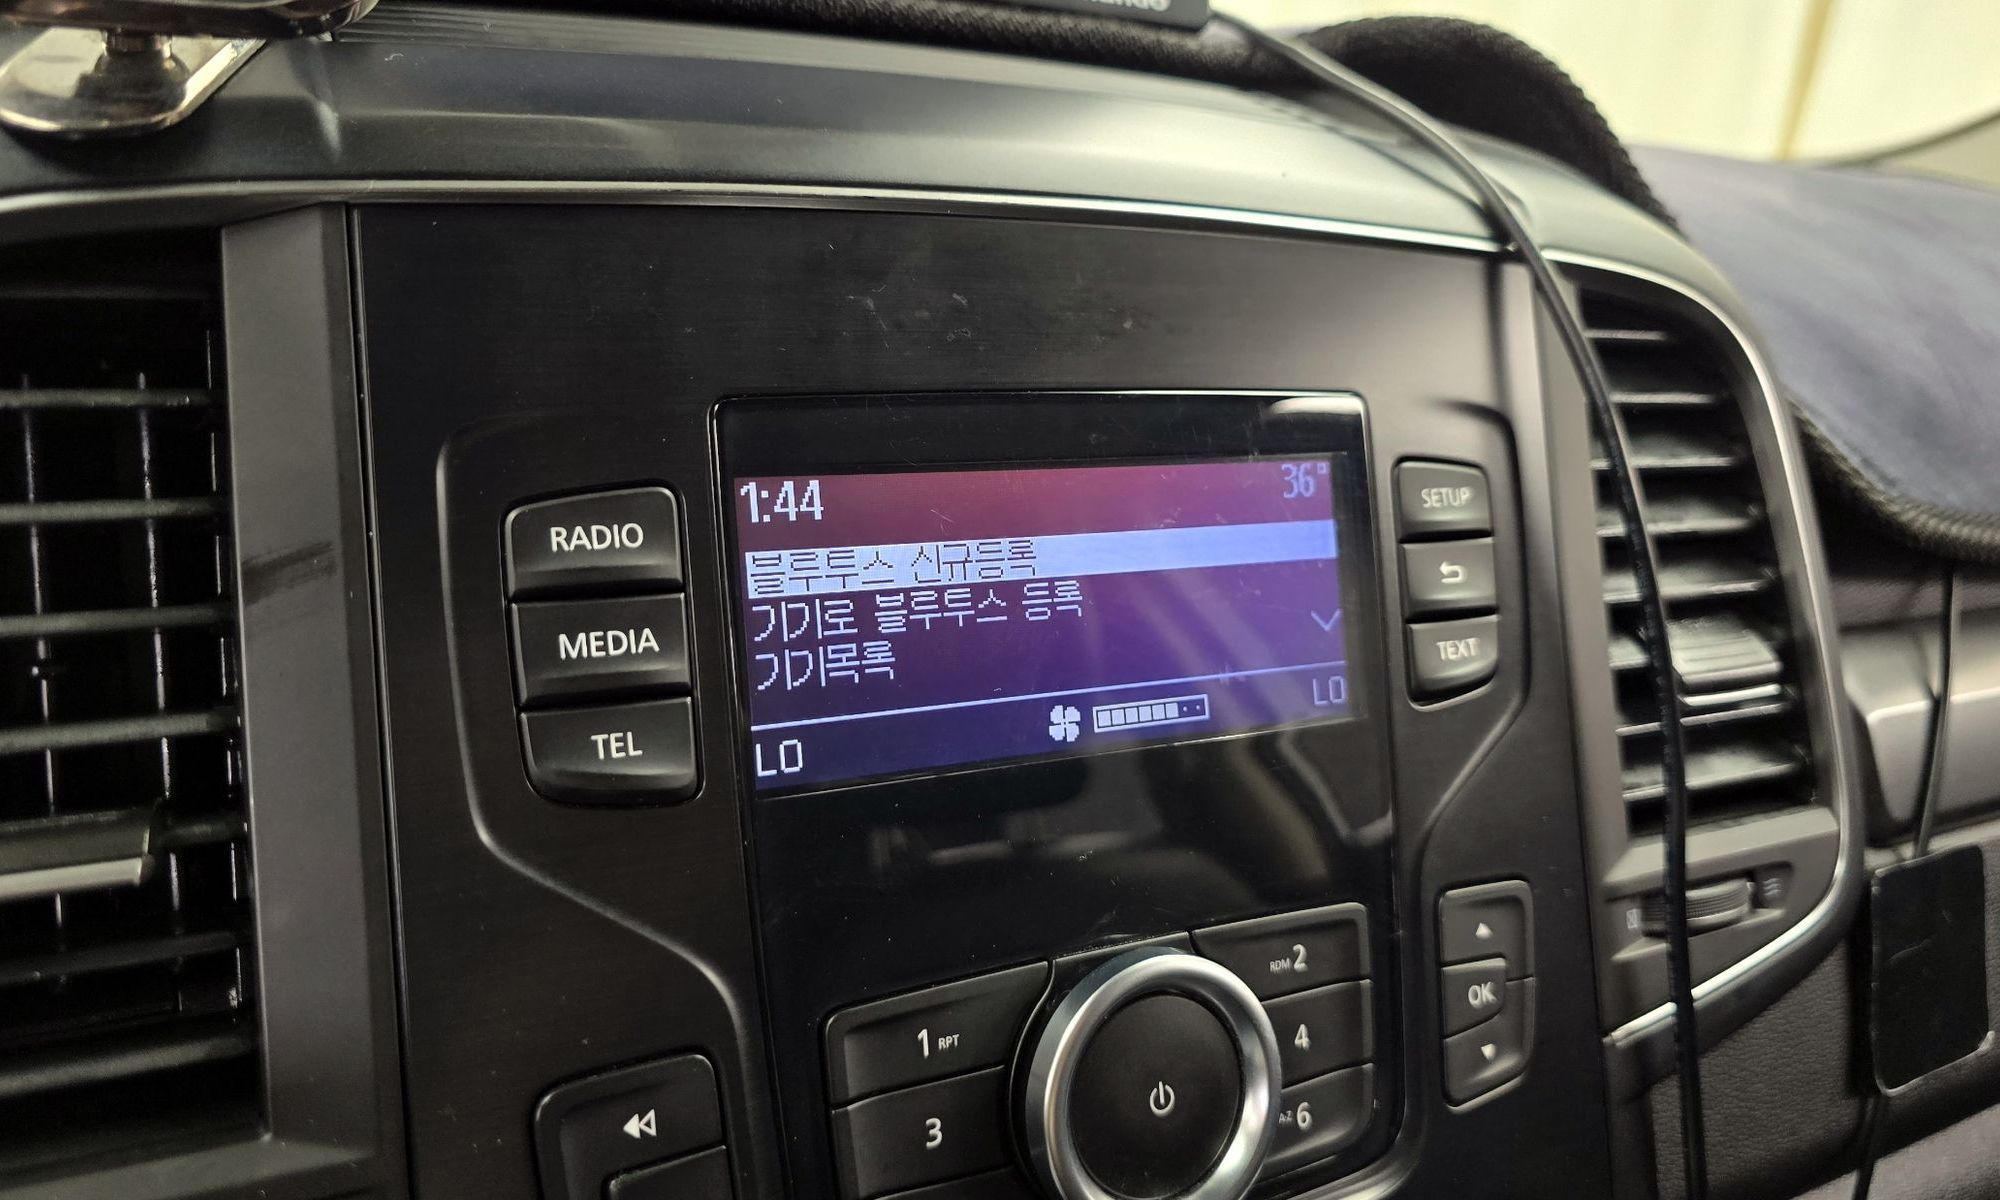 RADIO
MEDIA
TEL
1:44
36°
블루투스 신규등록
기기로 블루투스 등록
기기목록
LO
LO
SETUP
TEXT
1 RPT
RDM 2
3
4
A-Z 6
OK